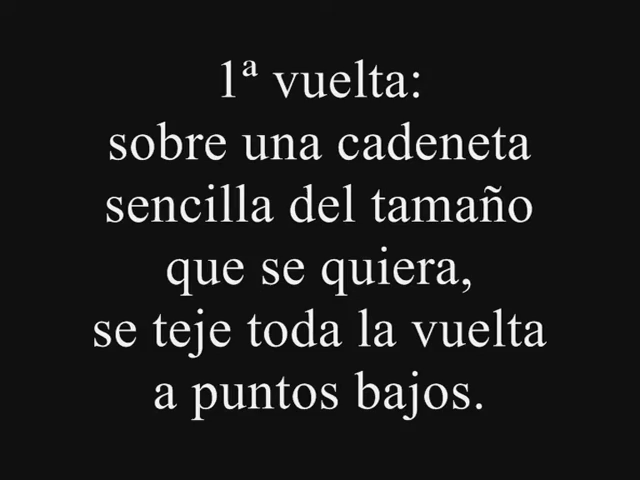 1ª vuelta:
sobre una cadeneta
sencilla del tamaño
que se quiera,
se teje toda la vuelta
a puntos bajos.